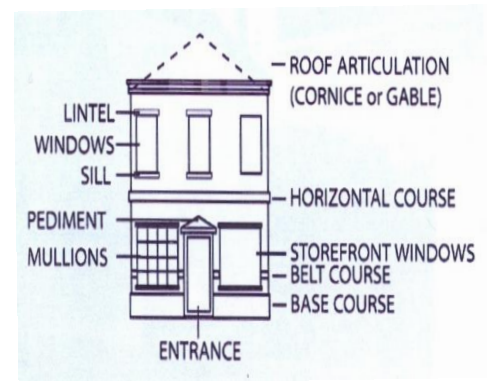 ROOF ARTICULATION
(CORNICE or GABLE)
LINTEL
WINDOWS
SILL
HORIZONTAL COURSE
PEDIMENT
MULLIONS
STOREFRONT WINDOWS
BELT COURSE
BASE COURSE
ENTRANCE